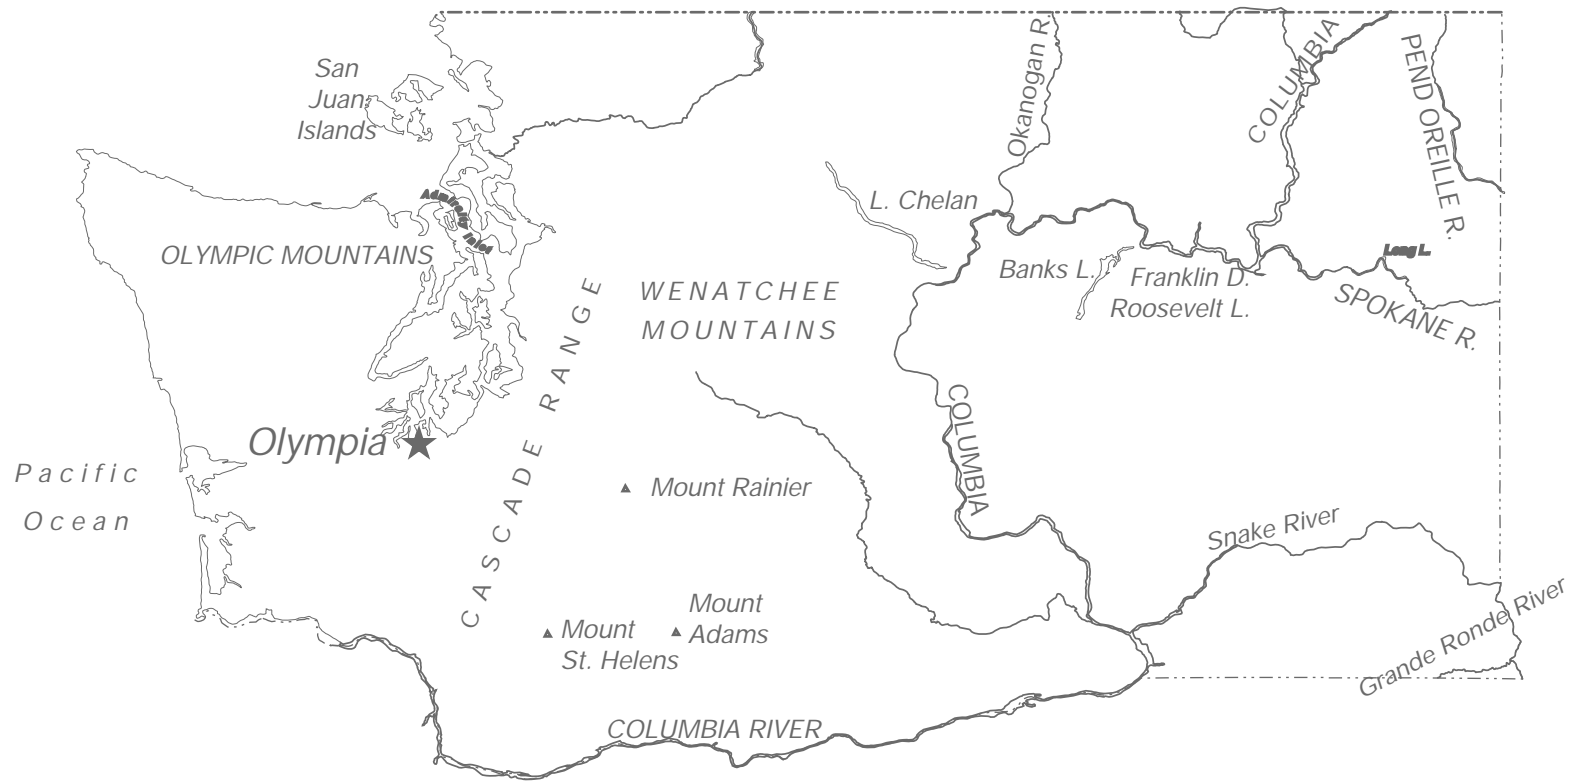 San
Juan
Islands
Okanogan R.
COLUMBIA
PEND OREILLE R.
L. Chelan
OLYMPIC MOUNTAINS
Banks L.
Franklin D.
Roosevelt L.
Long L.
SPOKANE R.
WENATCHEE
MOUNTAINS
CASCADE RANGE
Olympia
COLUMBIA
Pacific
Ocean
Mount Rainier
Snake River
Mount
Adams
Mount
St. Helens
Grande Ronde River
COLUMBIA RIVER